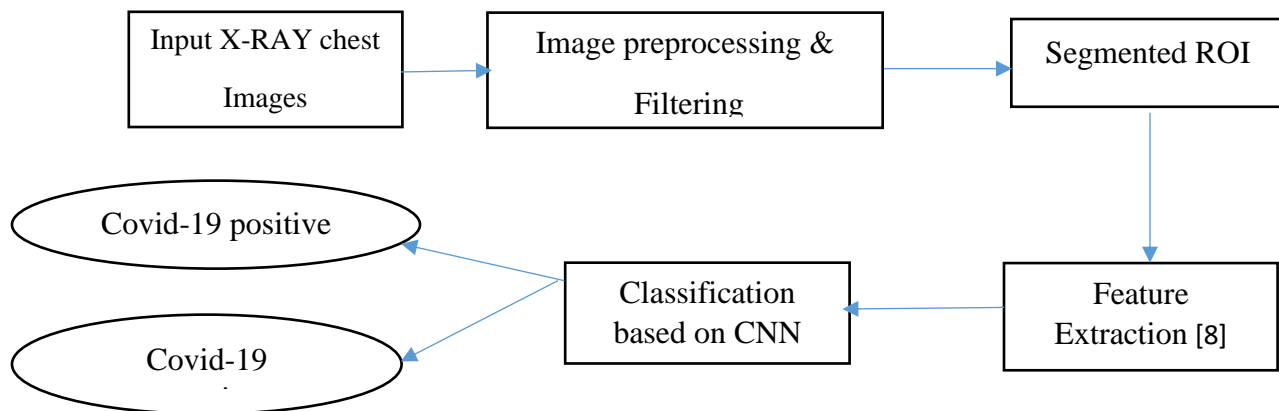 Input X-RAY chest
Images
Image preprocessing &
Filtering
Segmented ROI
Feature
Extraction [8]
Classification
based on CNN
Covid-19 positive
Covid-19